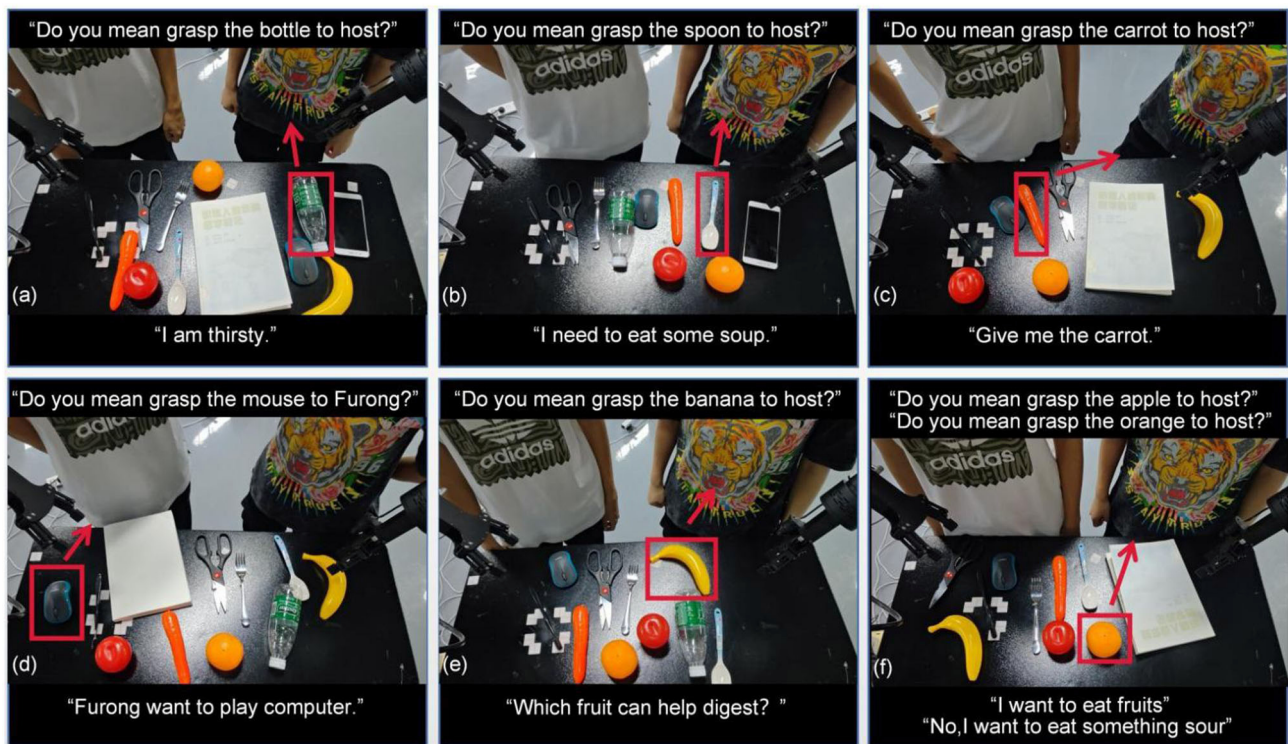 “Do you mean grasp the bottle to host?”
adidas
(a)
“I am thirsty.”
“Do you mean grasp the spoon to host?”
adidas
(b)
“I need to eat some soup.”
“Do you mean grasp the carrot to host?”
adidas
(c)
“Give me the carrot.”
“Do you mean grasp the mouse to Furong?”
adidas
(d)
“Furong want to play computer.”
“Do you mean grasp the banana to host?”
adidas
(e)
“Which fruit can help digest? ”
“Do you mean grasp the apple to host?”
“Do you mean grasp the orange to host?”
adidas
(f)
“I want to eat fruits”
“No,I want to eat something sour”